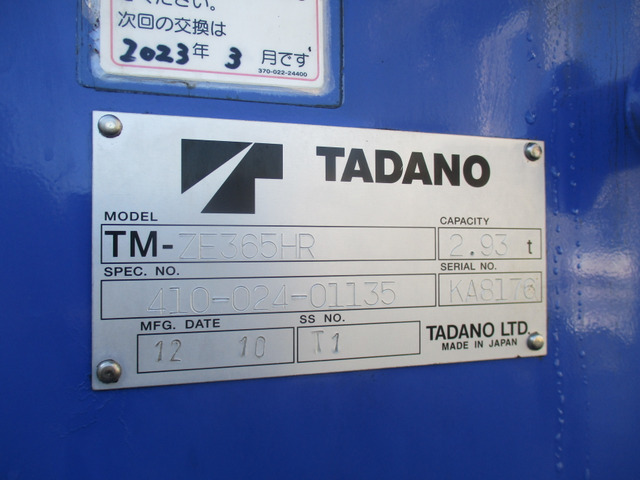 ください。
次回の交換は
2023年 3 月です
370-022-24400
TADANO
MODEL
CAPACITY
TM-ZE365HR
2.93 t
SPEC. NO.
SERIAL NO.
410-024-01135
KA8176
MFG. DATE
SS NO.
12 10
T1
TADANO LTD.
MADE IN JAPAN